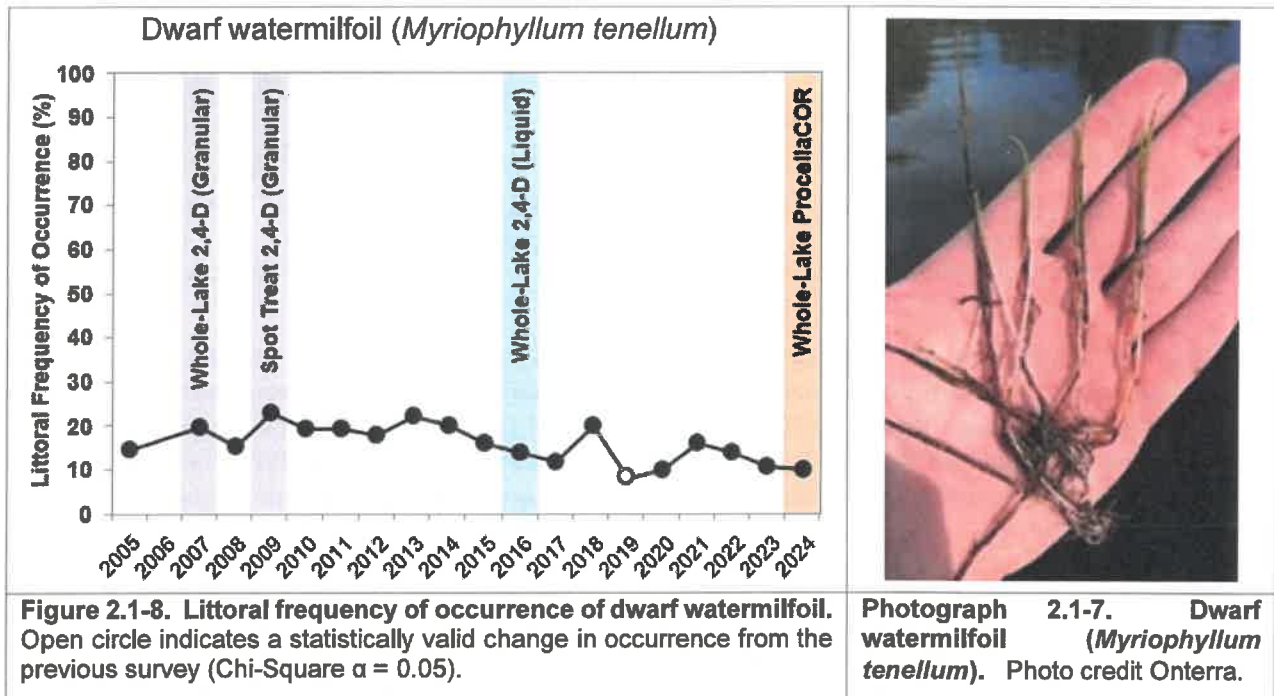 Dwarf watermilfoil (Myriophyllum tenellum)
Littoral Frequency of Occurrence (%)
100
90
80
70
60
50
40
30
20
10
0
Whole-Lake 2,4-D (Granular)
Spot Treat 2,4-D (Granular)
Whole-Lake 2,4-D (Liquid)
Whole-Lake ProcellaCOR
2005 2006 2007 2008 2009 2010 2011 2012 2013 2014 2015 2016 2017 2018 2019 2020 2021 2022 2023 2024
Figure 2.1-8. Littoral frequency of occurrence of dwarf watermilfoil.
Open circle indicates a statistically valid change in occurrence from the
previous survey (Chi-Square α = 0.05).
Photograph 2.1-7. Dwarf
watermilfoil (Myriophyllum
tenellum). Photo credit Onterra.